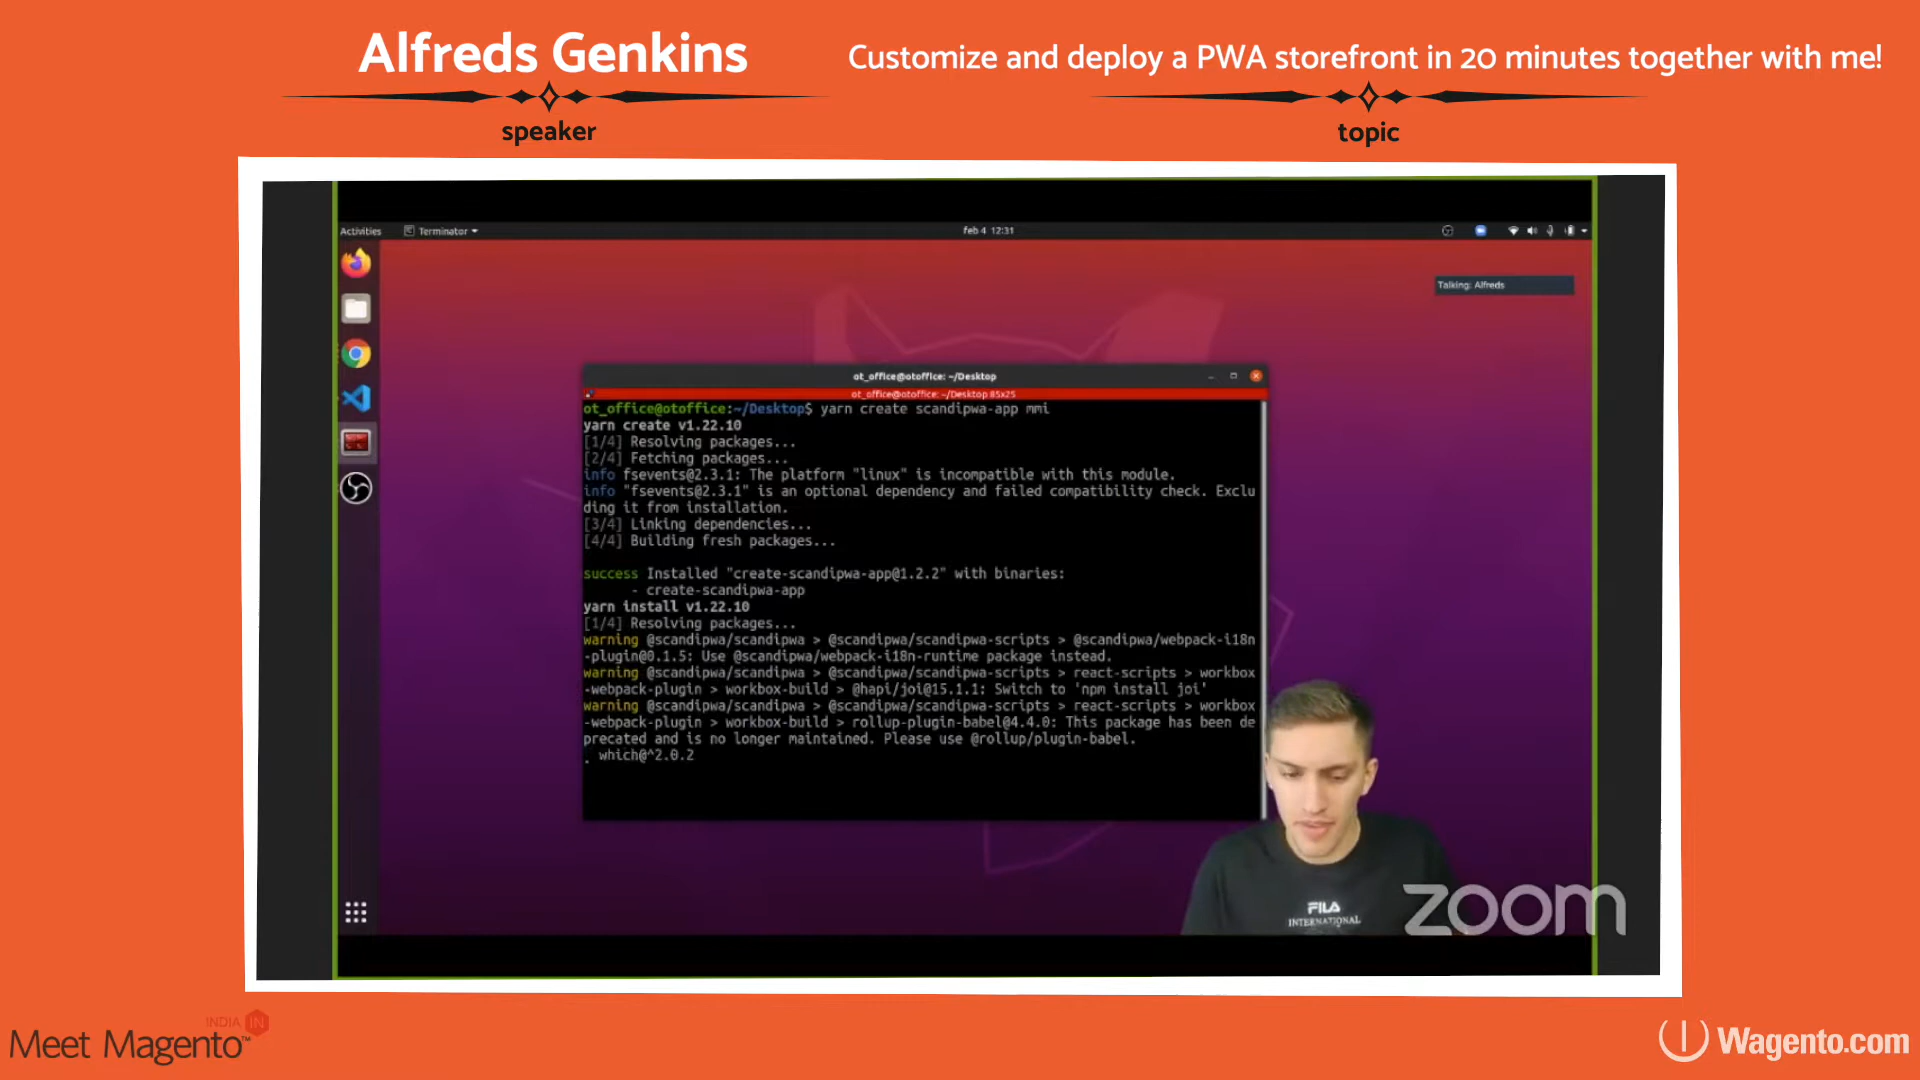 Alfreds Genkins
speaker
Customize and deploy a PWA storefront in 20 minutes together with me!
topic
Activities
Terminator
feb 4 12:31
Talking: Alfreds
ot_office@otoffice: ~/Desktop
ot_office@otoffice: ~/Desktop 85x25
ot_office@otoffice:~/Desktop$ yarn create scandipwa-app mmi
yarn create v1.22.10
[1/4] Resolving packages...
[2/4] Fetching packages...
info fsevents@2.3.1: The platform "linux" is incompatible with this module.
info "fsevents@2.3.1" is an optional dependency and failed compatibility check. Exclu
ding it from installation.
[3/4] Linking dependencies...
[4/4] Building fresh packages...
success Installed "create-scandipwa-app@1.2.2" with binaries:
- create-scandipwa-app
yarn install v1.22.10
[1/4] Resolving packages...
warning @scandipwa/scandipwa > @scandipwa/scandipwa-scripts > @scandipwa/webpack-i18n
-plugin@0.1.5: Use @scandipwa/webpack-i18n-runtime package instead.
warning @scandipwa/scandipwa > @scandipwa/scandipwa-scripts > react-scripts > workbox
-webpack-plugin > workbox-build > @hapi/joi@15.1.1: Switch to 'npm install joi'
warning @scandipwa/scandipwa > @scandipwa/scandipwa-scripts > react-scripts > workbox
-webpack-plugin > workbox-build > rollup-plugin-babel@4.4.0: This package has been de
precated and is no longer maintained. Please use @rollup/plugin-babel.
. which@^2.0.2
FILA
INTERNATIONAL
zoom
INDIA IN
Meet Magento™
Wagento.com